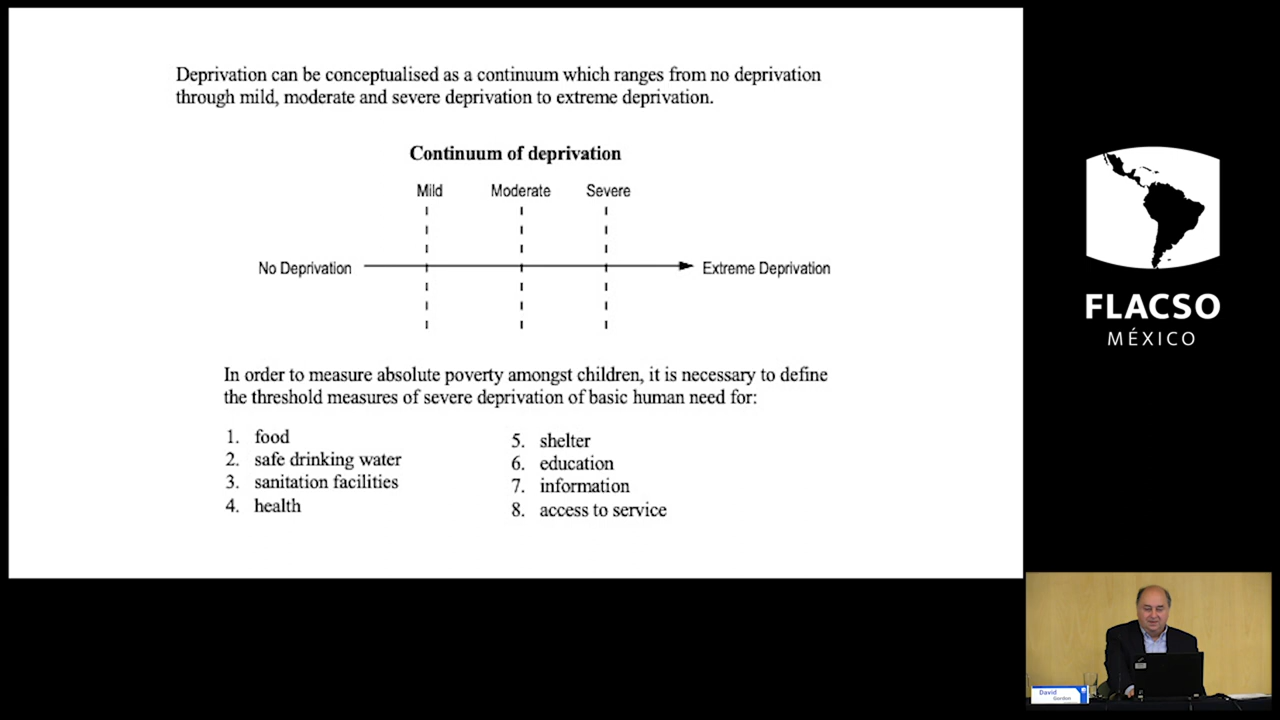 Deprivation can be conceptualised as a continuum which ranges from no deprivation
through mild, moderate and severe deprivation to extreme deprivation.
Continuum of deprivation
Mild Moderate Severe
No Deprivation Extreme Deprivation
In order to measure absolute poverty amongst children, it is necessary to define
the threshold measures of severe deprivation of basic human need for:
1. food
2. safe drinking water
3. sanitation facilities
4. health
5. shelter
6. education
7. information
8. access to service
FLACSO
MÉXICO
David
Gordon